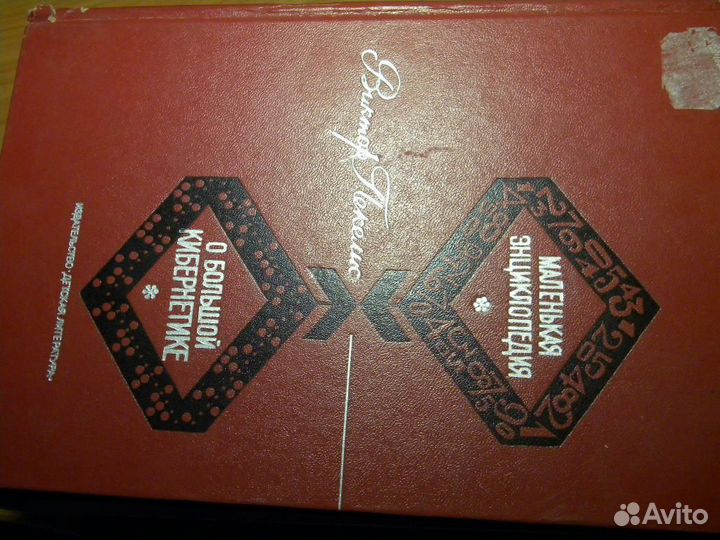 Виктор Пекелис
МАЛЕНЬКАЯ
ЭНЦИКЛОПЕДИЯ
О БОЛЬШОЙ
КИБЕРНЕТИКЕ
ИЗДАТЕЛЬСТВО „ДЕТСКАЯ ЛИТЕРАТУРА“
Avito